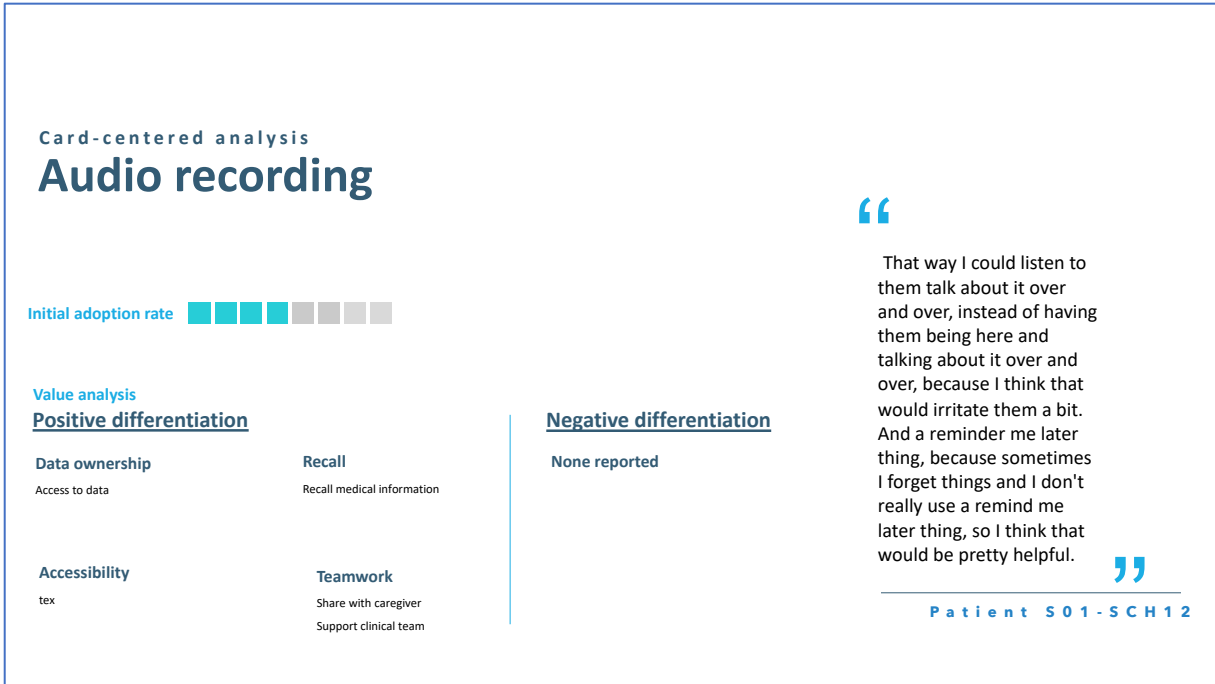 Card-centered analysis
Audio recording
Initial adoption rate
Value analysis
Positive differentiation
Data ownership
Access to data
Recall
Recall medical information
Accessibility
tex
Teamwork
Share with caregiver
Support clinical team
Negative differentiation
None reported
“
That way I could listen to
them talk about it over
and over, instead of having
them being here and
talking about it over and
over, because I think that
would irritate them a bit.
And a reminder me later
thing, because sometimes
I forget things and I don't
really use a remind me
later thing, so I think that
would be pretty helpful.
”
Patient S01-SCH12